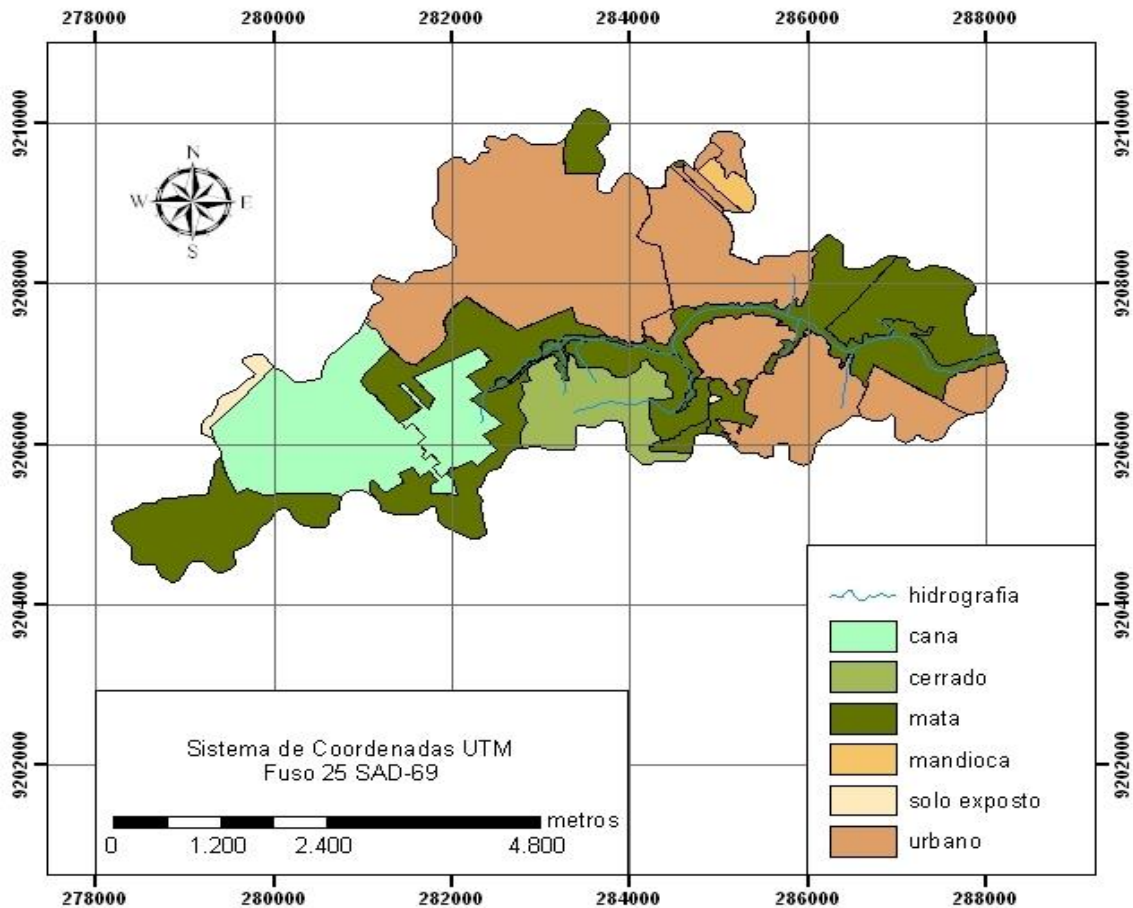 278000 280000 282000 284000 286000 288000
9210000 9210000
N
W E
S
9208000 9208000
9206000 9206000
9204000 9204000
9202000 9202000
hidrografia
cana
cerrado
mata
mandioca
solo exposto
urbano
Sistema de Coordenadas UTM
Fuso 25 SAD-69
metros
0 1.200 2.400 4.800
278000 280000 282000 284000 286000 288000